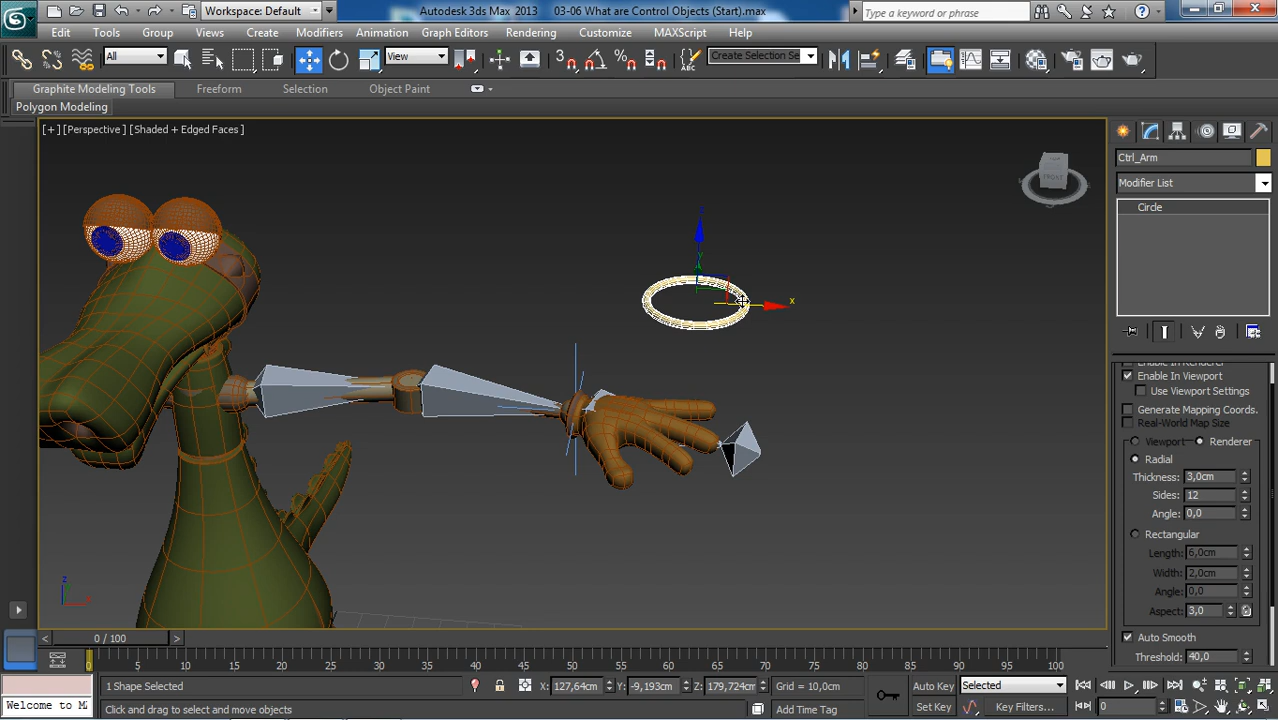 Workspace: Default
Autodesk 3ds Max 2013
03-06 What are Control Objects (Start).max
Type a keyword or phrase
Edit
Tools
Group
Views
Create
Modifiers
Animation
Graph Editors
Rendering
Customize
MAXScript
Help
All
View
3
Create Selection Se
Graphite Modeling Tools
Freeform
Selection
Object Paint
Polygon Modeling
[+] [Perspective] [Shaded + Edged Faces]
FRONT
Ctrl_Arm
Modifier List
Circle
Enable In Renderer
Enable In Viewport
Use Viewport Settings
Generate Mapping Coords.
Real-World Map Size
Viewport
Renderer
Radial
Thickness: 3,0cm
Sides: 12
Angle: 0,0
Rectangular
Length: 6,0cm
Width: 2,0cm
Angle: 0,0
Aspect: 3,0
Auto Smooth
Threshold: 40,0
z
y
x
z
< 0 / 100 >
0 5 10 15 20 25 30 35 40 45 50 55 60 65 70 75 80 85 90 95 100
1 Shape Selected
X: 127,64cm
Y: -9,193cm
Z: 179,724cm
Grid = 10,0cm
Auto Key
Selected
Welcome to M
Click and drag to select and move objects
Add Time Tag
Set Key
Key Filters...
0